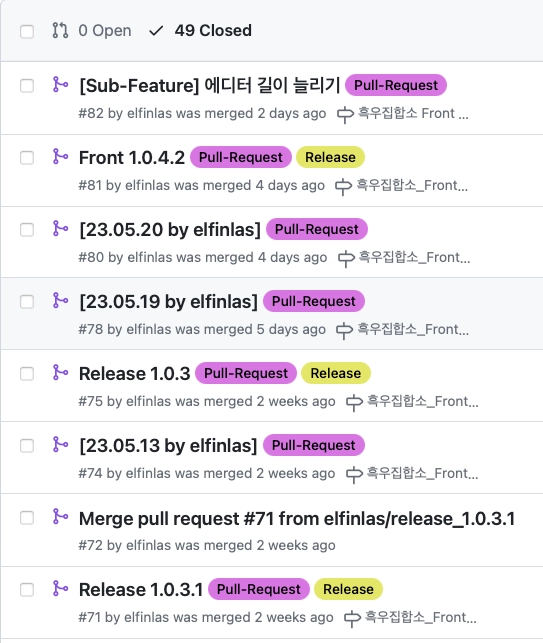 0 Open 49 Closed
[Sub-Feature] 에디터 길이 늘리기 Pull-Request
#82 by elfinlas was merged 2 days ago 흑우집합소 Front ...
Front 1.0.4.2 Pull-Request Release
#81 by elfinlas was merged 4 days ago 흑우집합소_Front...
[23.05.20 by elfinlas] Pull-Request
#80 by elfinlas was merged 4 days ago 흑우집합소_Front...
[23.05.19 by elfinlas] Pull-Request
#78 by elfinlas was merged 5 days ago 흑우집합소_Front...
Release 1.0.3 Pull-Request Release
#75 by elfinlas was merged 2 weeks ago 흑우집합소_Front...
[23.05.13 by elfinlas] Pull-Request
#74 by elfinlas was merged 2 weeks ago 흑우집합소_Front...
Merge pull request #71 from elfinlas/release_1.0.3.1
#72 by elfinlas was merged 2 weeks ago
Release 1.0.3.1 Pull-Request Release
#71 by elfinlas was merged 2 weeks ago 흑우집합소_Front...